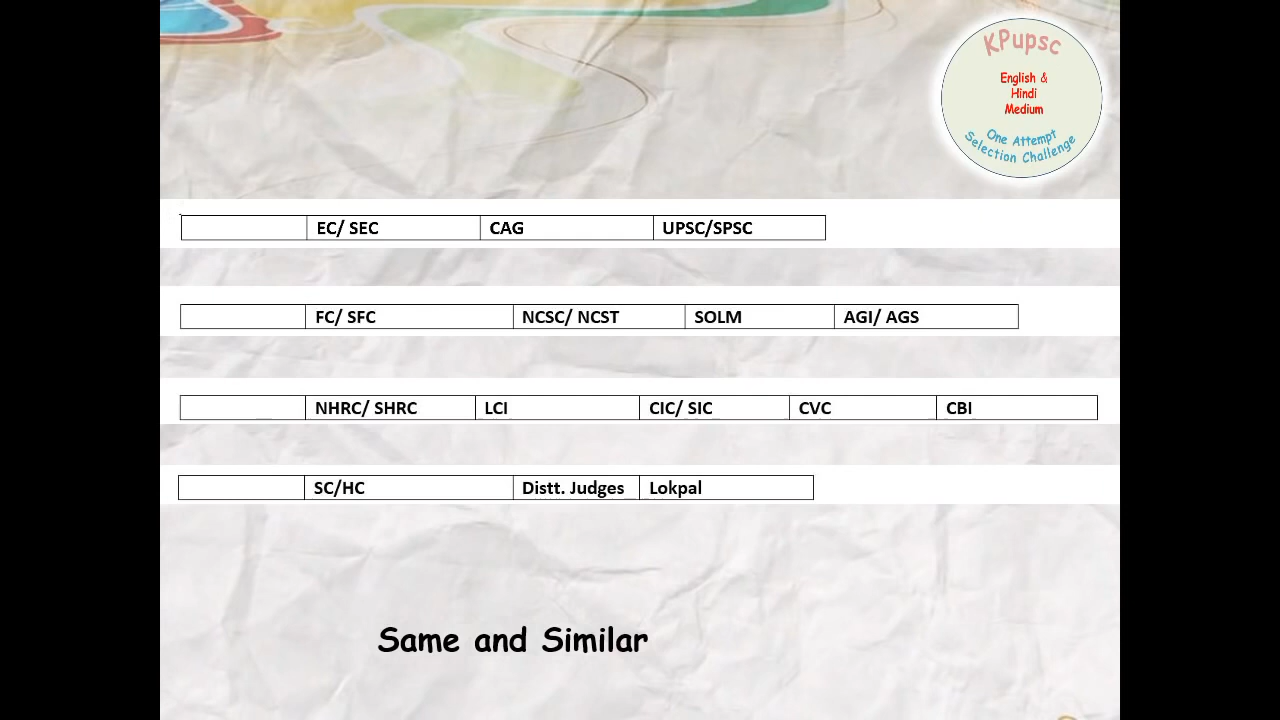 KPupsc
English &
Hindi
Medium
One Attempt
Selection Challenge
EC/ SEC CAG UPSC/SPSC
FC/ SFC NCSC/ NCST SOLM AGI/ AGS
NHRC/ SHRC LCI CIC/ SIC CVC CBI
SC/HC Distt. Judges Lokpal
Same and Similar